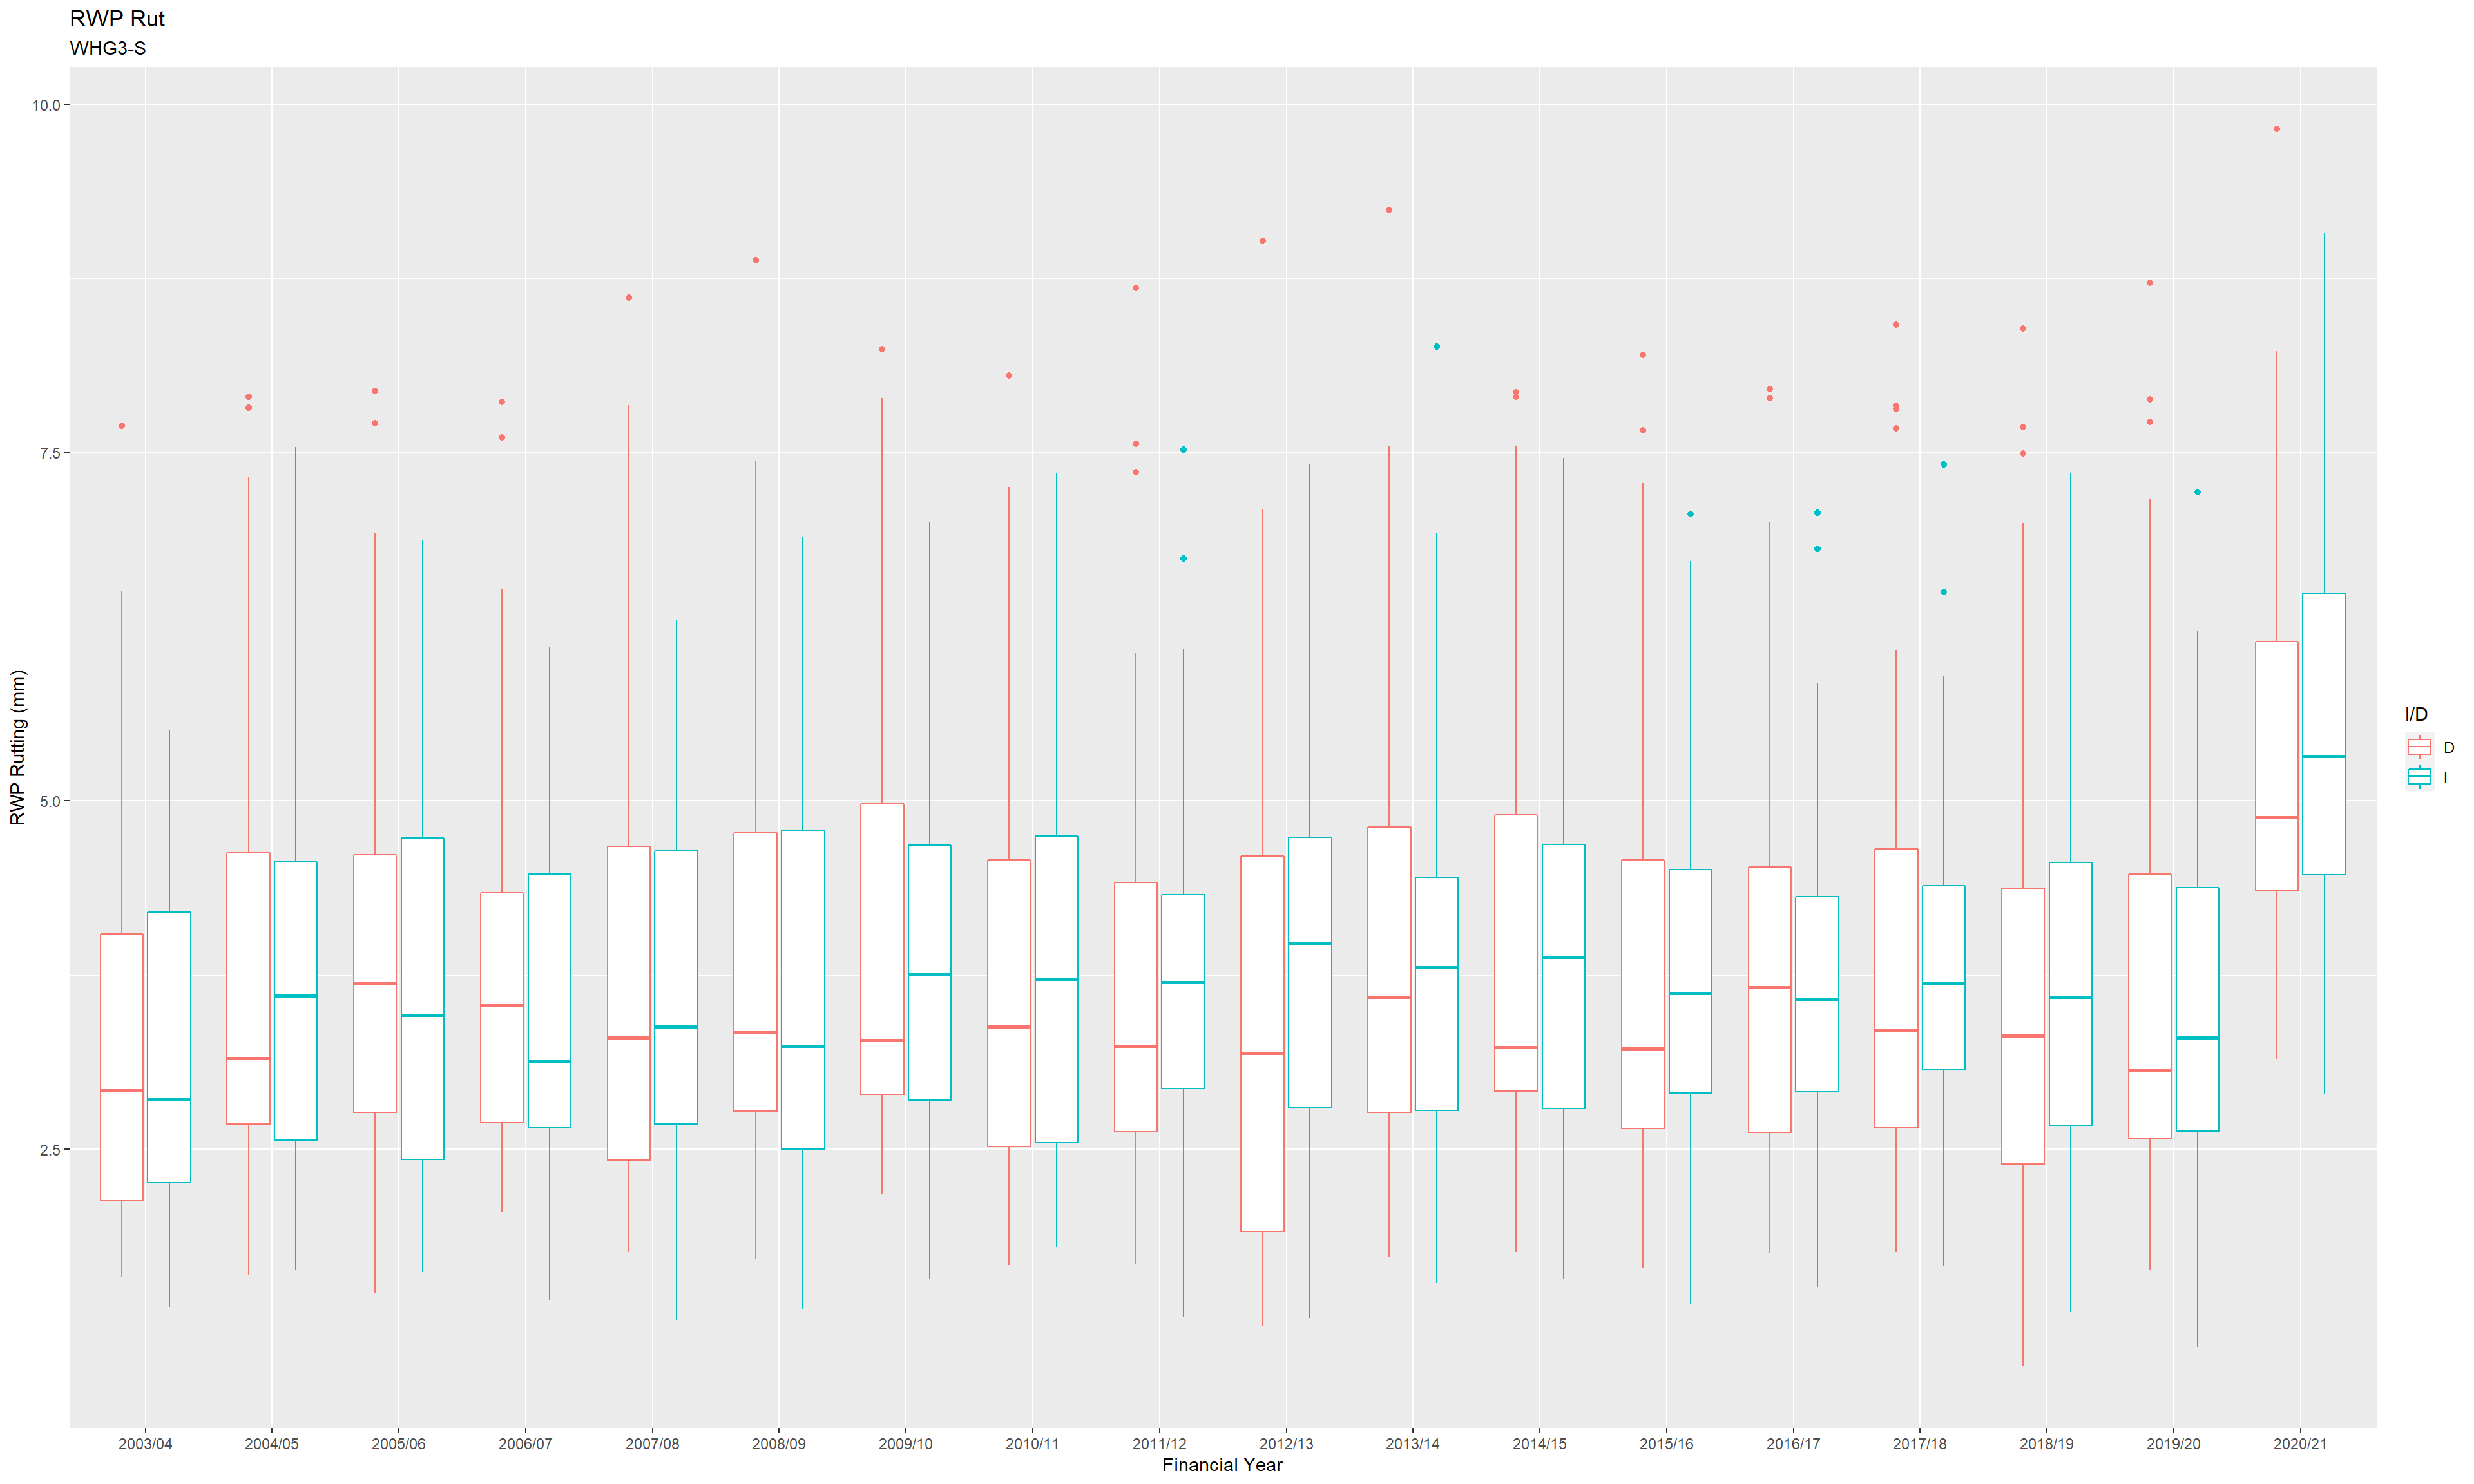 RWP Rut
WHG3-S
10.0
7.5
5.0
2.5
RWP Rutting (mm)
2003/04 2004/05 2005/06 2006/07 2007/08 2008/09 2009/10 2010/11 2011/12 2012/13 2013/14 2014/15 2015/16 2016/17 2017/18 2018/19 2019/20 2020/21
Financial Year
I/D
D
I